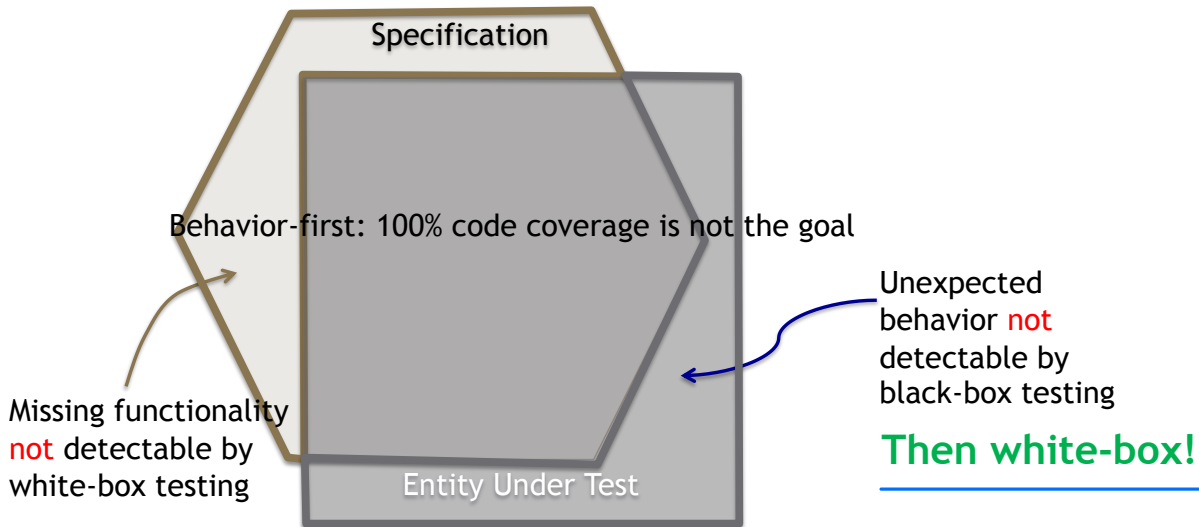 Specification
Behavior-first: 100% code coverage is not the goal
Unexpected
behavior not
detectable by
black-box testing
Missing functionality
not detectable by
white-box testing
Then white-box!
Entity Under Test